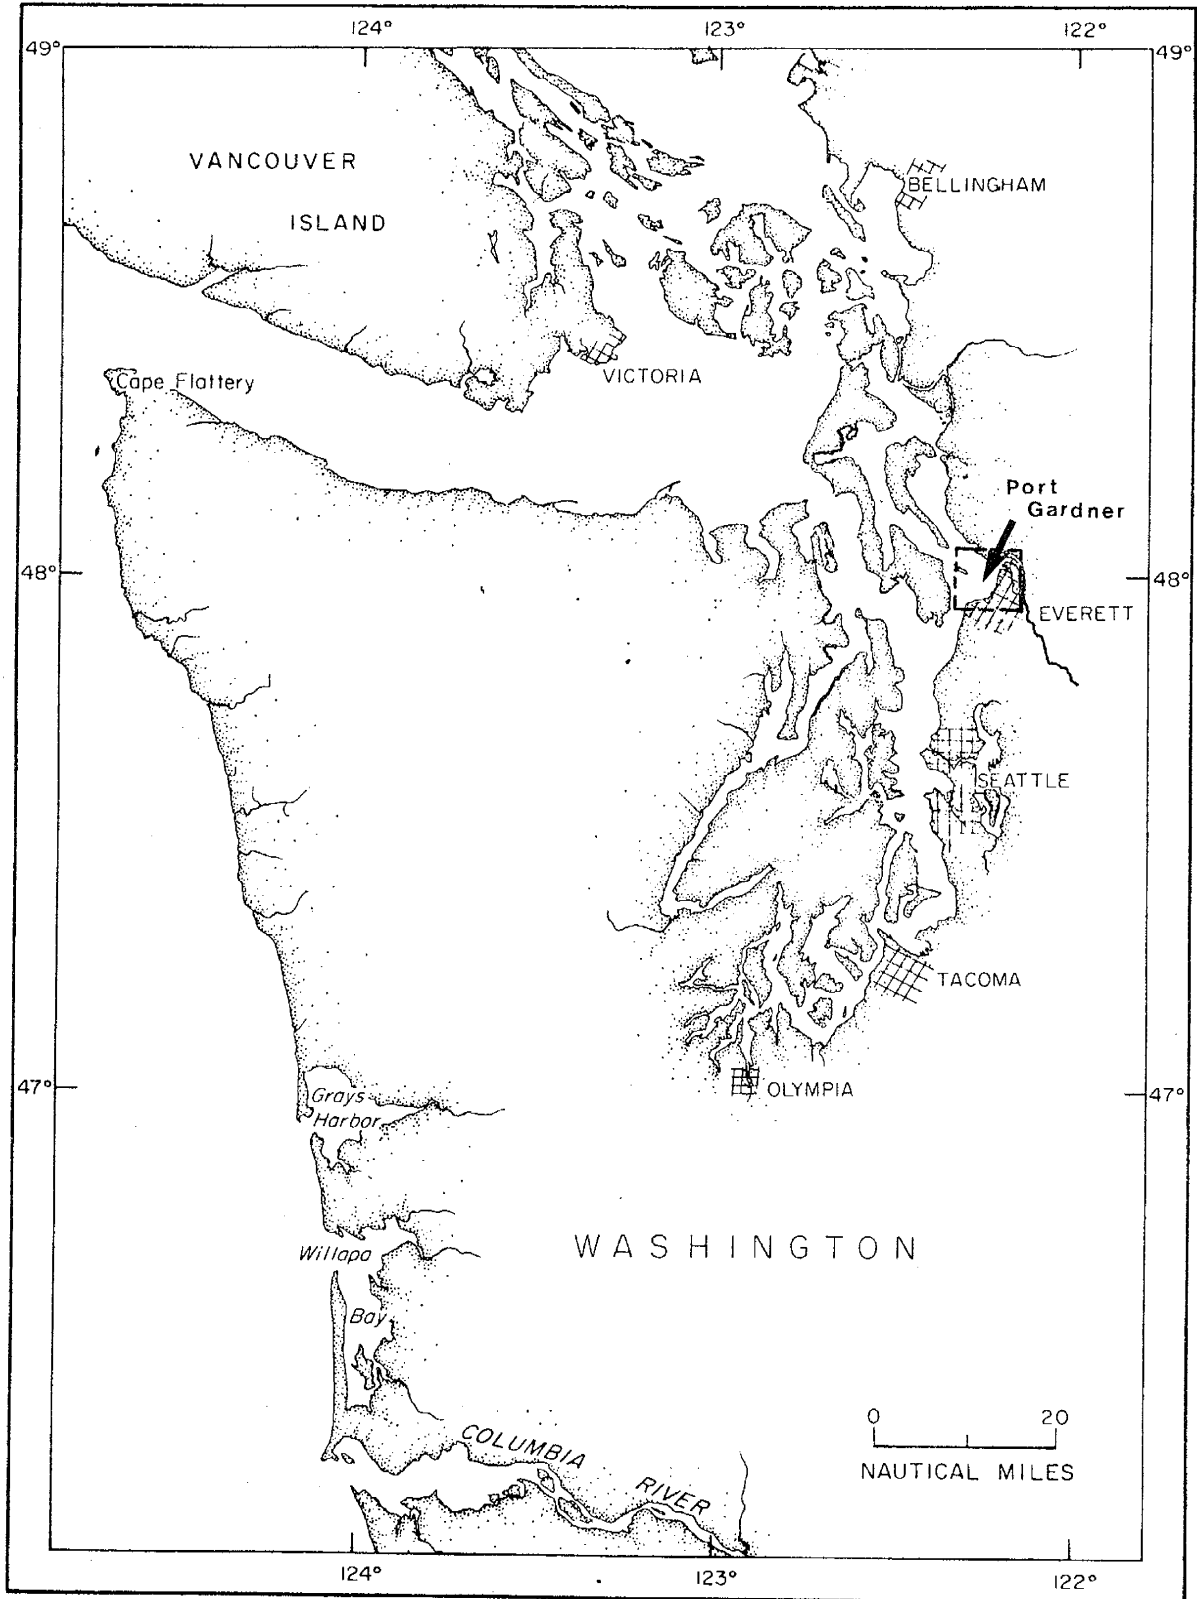 124° 123° 122°
49° 49°
VANCOUVER
ISLAND
BELLINGHAM
VICTORIA
Cape Flattery
Port
Gardner
48° 48°
EVERETT
SEATTLE
TACOMA
47° 47°
OLYMPIA
Grays
Harbor
WASHINGTON
Willapa
Bay
0 20
NAUTICAL MILES
COLUMBIA
RIVER
124° 123° 122°